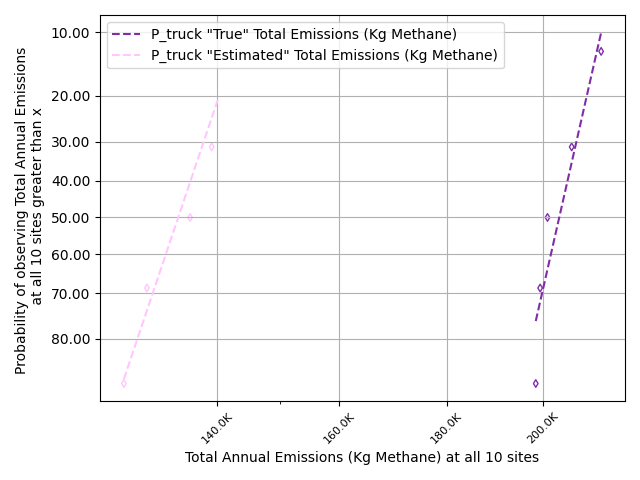 P_truck "True" Total Emissions (Kg Methane)
P_truck "Estimated" Total Emissions (Kg Methane)
Probability of observing Total Annual Emissions
at all 10 sites greater than x
10.00
20.00
30.00
40.00
50.00
60.00
70.00
80.00
140.0K
160.0K
180.0K
200.0K
Total Annual Emissions (Kg Methane) at all 10 sites